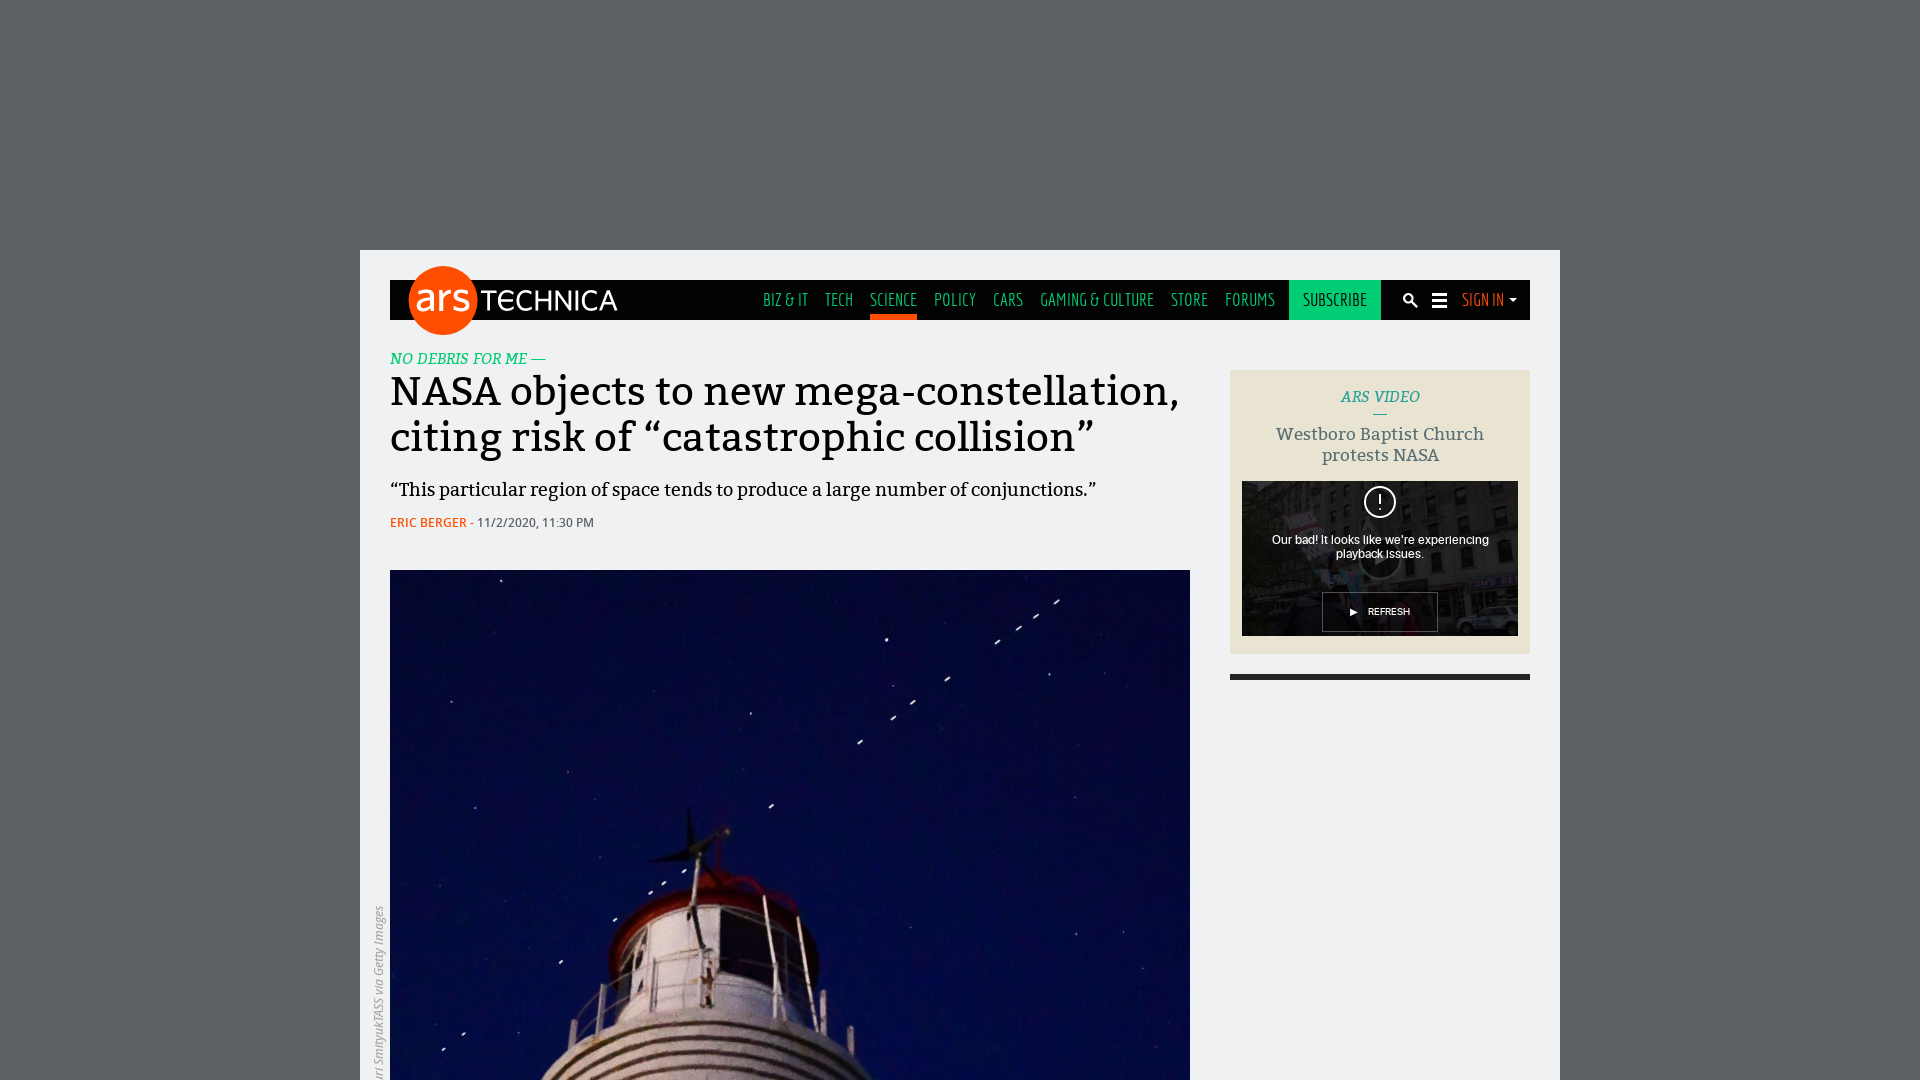 ars TECHNICA
BIZ & IT TECH SCIENCE POLICY CARS GAMING & CULTURE STORE FORUMS SUBSCRIBE SIGN IN
NO DEBRIS FOR ME —
NASA objects to new mega-constellation,
citing risk of “catastrophic collision”
“This particular region of space tends to produce a large number of conjunctions.”
ERIC BERGER - 11/2/2020, 11:30 PM
ARS VIDEO
Westboro Baptist Church
protests NASA
Our bad! It looks like we're experiencing
playback issues.
REFRESH
SmityukTASS via Getty Images